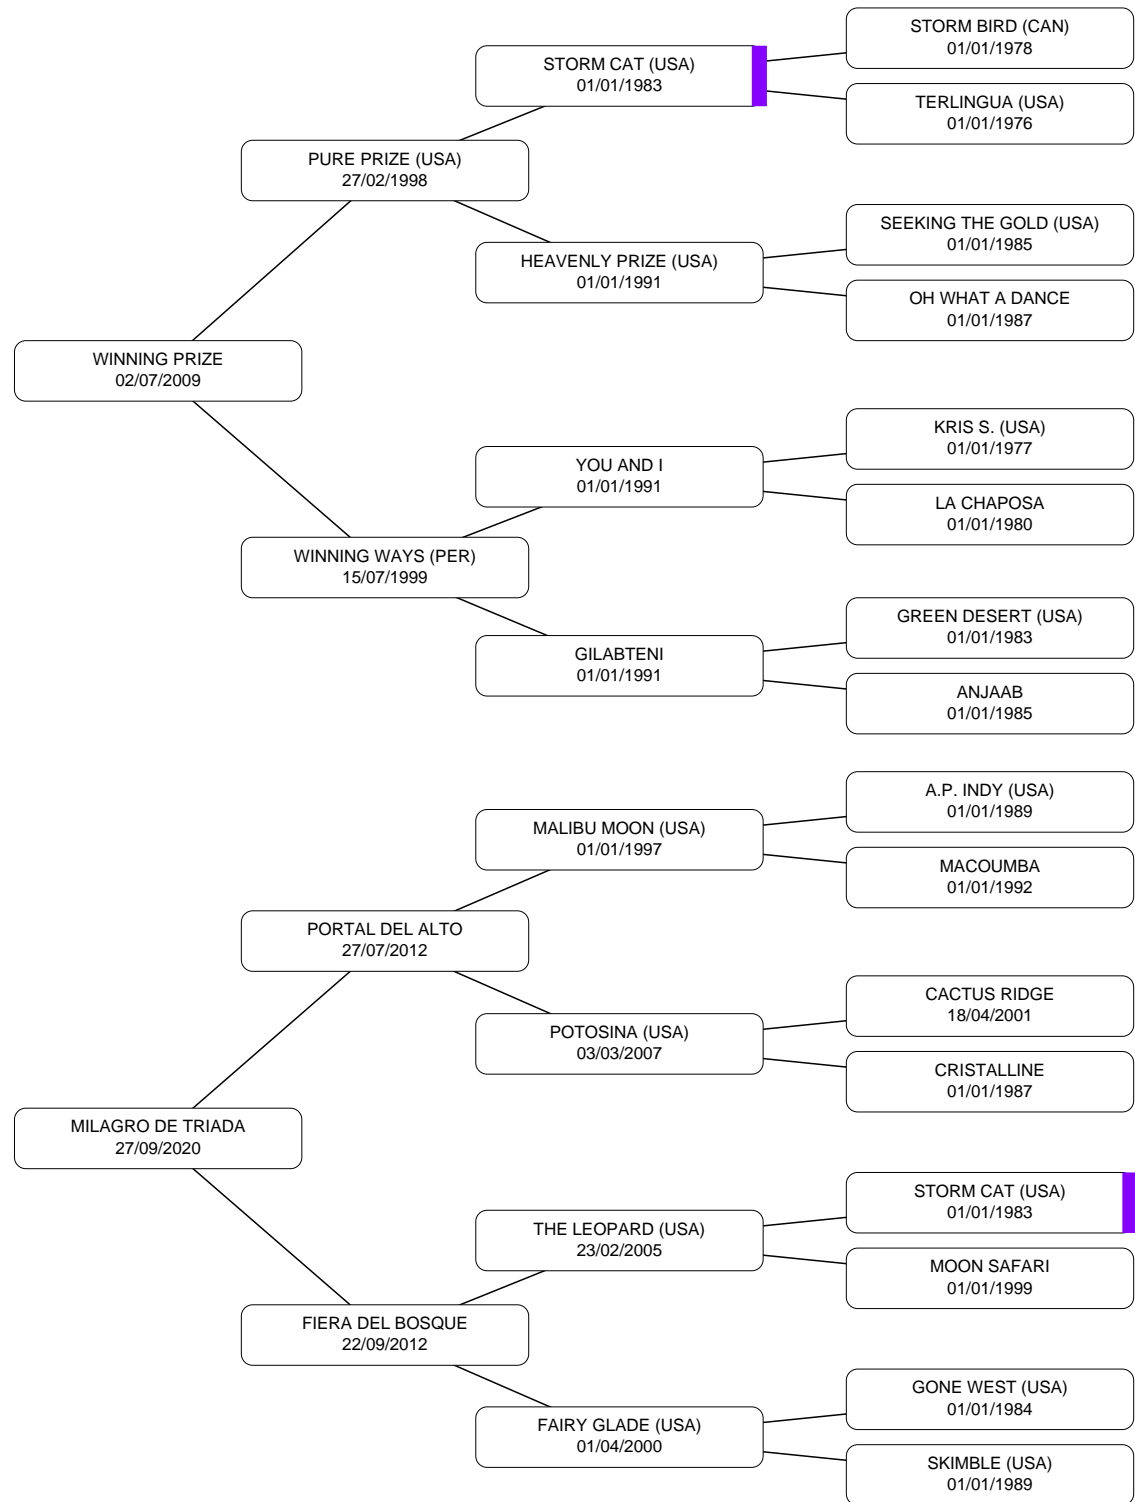 STORM BIRD (CAN)
01/01/1978
STORM CAT (USA)
01/01/1983
TERLINGUA (USA)
01/01/1976
PURE PRIZE (USA)
27/02/1998
SEEKING THE GOLD (USA)
01/01/1985
HEAVENLY PRIZE (USA)
01/01/1991
OH WHAT A DANCE
01/01/1987
WINNING PRIZE
02/07/2009
KRIS S. (USA)
01/01/1977
YOU AND I
01/01/1991
LA CHAPOSA
01/01/1980
WINNING WAYS (PER)
15/07/1999
GREEN DESERT (USA)
01/01/1983
GILABTENI
01/01/1991
ANJAAB
01/01/1985
A.P. INDY (USA)
01/01/1989
MALIBU MOON (USA)
01/01/1997
MACOUMBA
01/01/1992
PORTAL DEL ALTO
27/07/2012
CACTUS RIDGE
18/04/2001
POTOSINA (USA)
03/03/2007
CRISTALLINE
01/01/1987
MILAGRO DE TRIADA
27/09/2020
STORM CAT (USA)
01/01/1983
THE LEOPARD (USA)
23/02/2005
MOON SAFARI
01/01/1999
FIERA DEL BOSQUE
22/09/2012
GONE WEST (USA)
01/01/1984
FAIRY GLADE (USA)
01/04/2000
SKIMBLE (USA)
01/01/1989